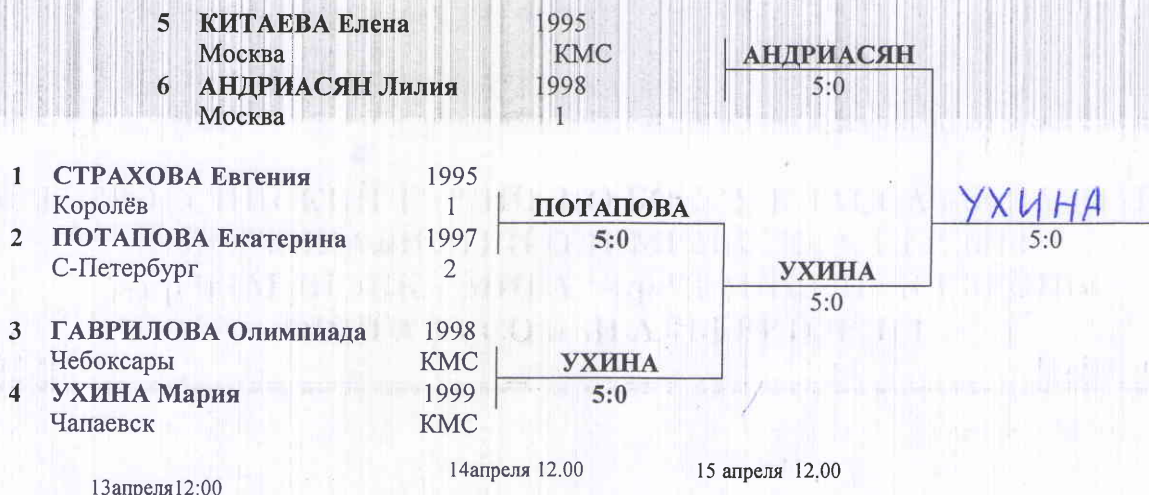 5 КИТАЕВА Елена 1995
Москва КМС
АНДРИАСЯН
6 АНДРИАСЯН Лилия 1998
5:0
Москва 1
1 СТРАХОВА Евгения 1995
Королёв 1
ПОТАПОВА
УХИНА
2 ПОТАПОВА Екатерина 1997
5:0
5:0
С-Петербург 2
УХИНА
5:0
3 ГАВРИЛОВА Олимпиада 1998
Чебоксары КМС
УХИНА
4 УХИНА Мария 1999
5:0
Чапаевск КМС
14апреля 12.00
15 апреля 12,00
13апреля12:00